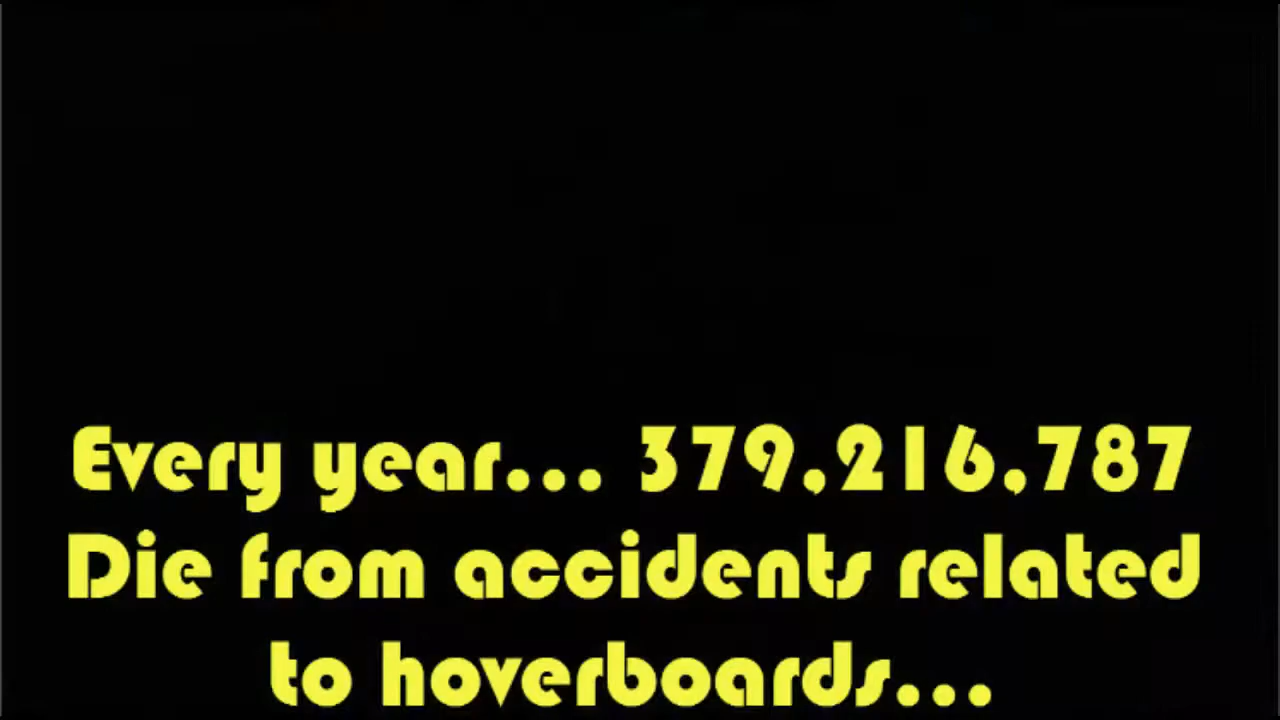 Every year... 379,216,787
Die from accidents related
to hoverboards...